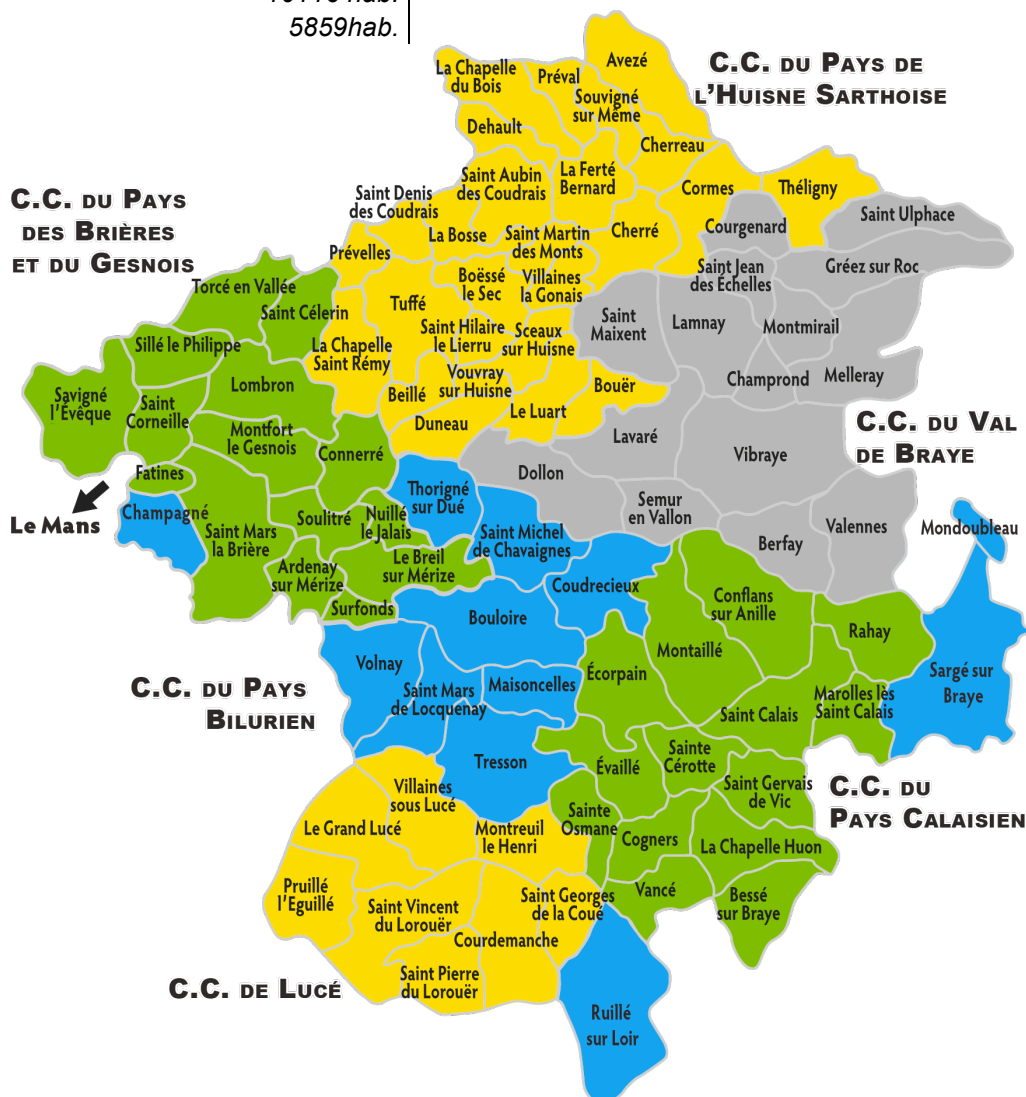 5859hab.
C.C. DU PAYS DE
L'HUISNE SARTHOISE
Avezé
La Chapelle
du Bois
Préval
Souvigné
sur Même
Dehault
Cherreau
La Ferté
Bernard
Saint Aubin
des Coudrais
Cormes
Théligny
Saint Denis
des Coudrais
C.C. DU PAYS
DES BRIÈRES
ET DU GESNOIS
Courgenard
Saint Ulphace
La Bosse
Saint Martin
des Monts
Cherré
Prévelles
Saint Jean
des Échelles
Gréez sur Roc
Torcé en Vallée
Boëssé
le Sec
Villaines
la Gonais
Saint Célerin
Tuffé
Saint
Maixent
Lamnay
Montmirail
Saint Hilaire
le Lierru
Sceaux
sur Huisne
Sillé le Philippe
La Chapelle
Saint Rémy
Vouvray
sur Huisne
Champrond
Melleray
Lombron
Savigné
l'Évêque
Beillé
Bouër
Saint
Corneille
Le Luart
C.C. DU VAL
DE BRAYE
Duneau
Montfort
le Gesnois
Lavaré
Connerré
Vibraye
Fatines
Dollon
Le Mans
Champagné
Thorigné
sur Dué
Semur
en Vallon
Soulitré
Nuillé
le Jalais
Saint Mars
la Brière
Saint Michel
de Chavaignes
Valennes
Mondoubleau
Berfay
Ardenay
sur Mérize
Le Breil
sur Mérize
Coudrecieux
Conflans
sur Anille
Surfonds
Bouloire
Rahay
Montaillé
Volnay
Écorpain
Sargé sur
Braye
C.C. DU PAYS
BILURIEN
Saint Mars
de Locquenay
Maisoncelles
Marolles lès
Saint Calais
Saint Calais
Tresson
Évaillé
Sainte
Cérotte
Villaines
sous Lucé
Saint Gervais
de Vic
C.C. DU
PAYS CALAISIEN
Sainte
Osmane
Le Grand Lucé
Montreuil
le Henri
Cogners
La Chapelle Huon
Pruillé
l'Eguillé
Vancé
Bessé
sur Braye
Saint Georges
de la Coué
Saint Vincent
du Lorouër
Courdemanche
C.C. DE LUCÉ
Saint Pierre
du Lorouër
Ruillé
sur Loir